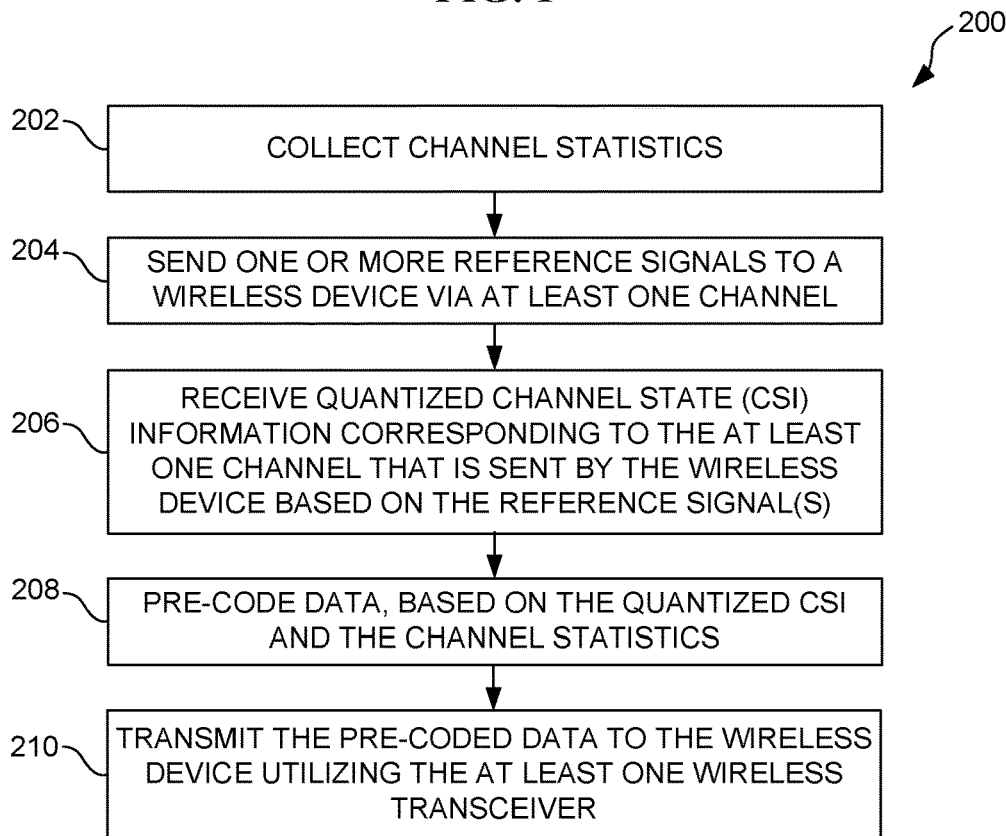 200
202
COLLECT CHANNEL STATISTICS
204
SEND ONE OR MORE REFERENCE SIGNALS TO A
WIRELESS DEVICE VIA AT LEAST ONE CHANNEL
206
RECEIVE QUANTIZED CHANNEL STATE (CSI)
INFORMATION CORRESPONDING TO THE AT LEAST
ONE CHANNEL THAT IS SENT BY THE WIRELESS
DEVICE BASED ON THE REFERENCE SIGNAL(S)
208
PRE-CODE DATA, BASED ON THE QUANTIZED CSI
AND THE CHANNEL STATISTICS
210
TRANSMIT THE PRE-CODED DATA TO THE WIRELESS
DEVICE UTILIZING THE AT LEAST ONE WIRELESS
TRANSCEIVER